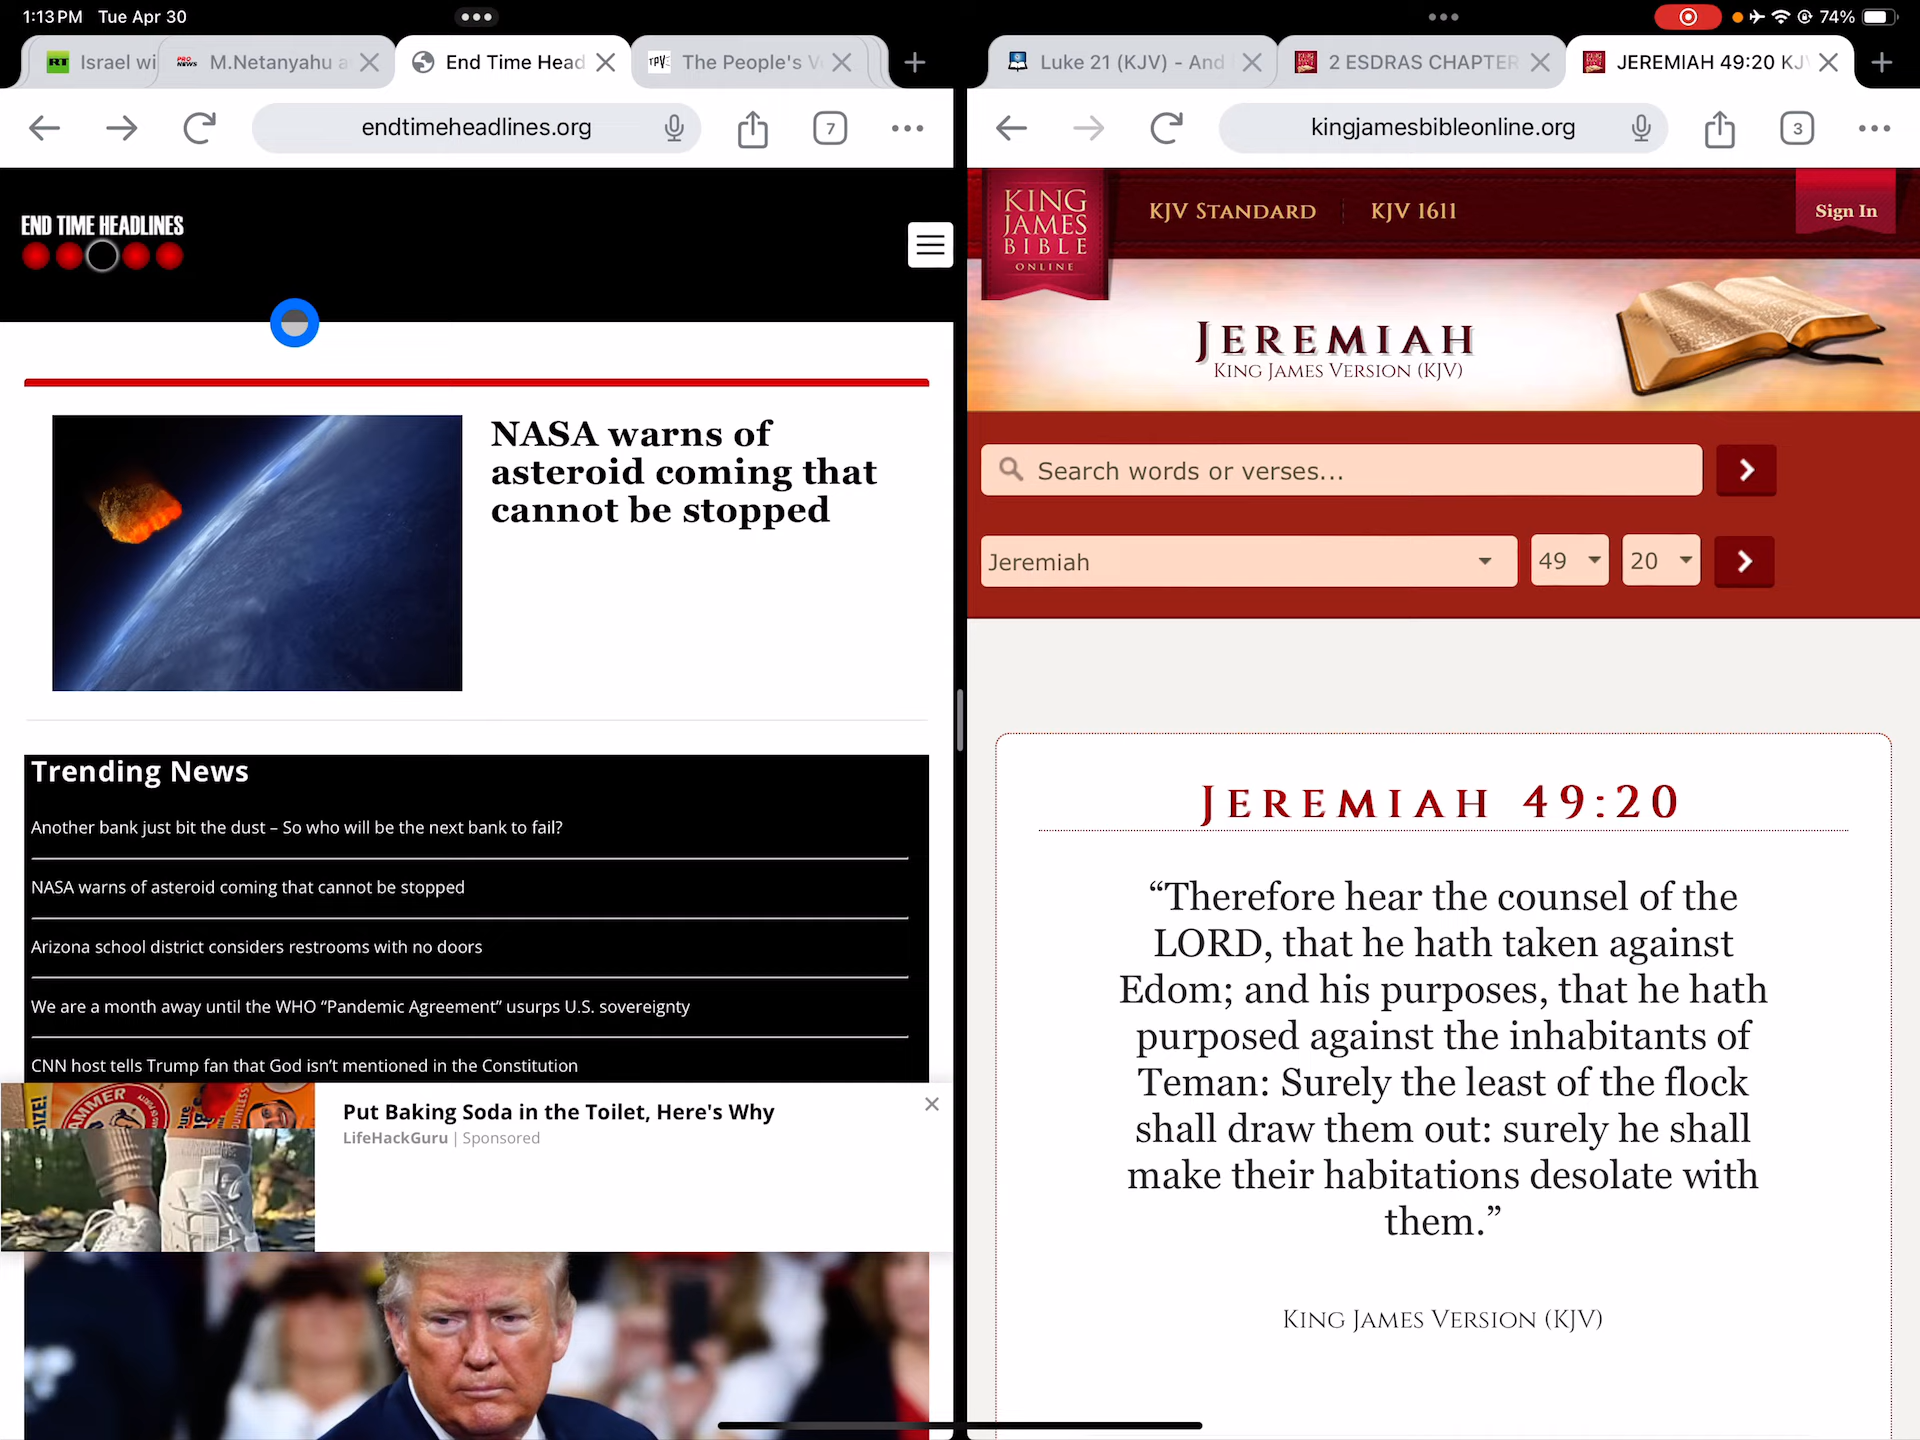 1:13 PM Tue Apr 30
74%
RT Israel wi
PRO NEWS M.Netanyahu a
End Time Head
TPV The People's V
Luke 21 (KJV) - And
2 ESDRAS CHAPTER
JEREMIAH 49:20 KJ
endtimeheadlines.org
7
kingjamesbibleonline.org
3
END TIME HEADLINES
NASA warns of
asteroid coming that
cannot be stopped
Trending News
Another bank just bit the dust – So who will be the next bank to fail?
NASA warns of asteroid coming that cannot be stopped
Arizona school district considers restrooms with no doors
We are a month away until the WHO “Pandemic Agreement” usurps U.S. sovereignty
CNN host tells Trump fan that God isn’t mentioned in the Constitution
Put Baking Soda in the Toilet, Here's Why
LifeHackGuru | Sponsored
KING
JAMES
BIBLE
ONLINE
KJV STANDARD
KJV 1611
Sign In
JEREMIAH
KING JAMES VERSION (KJV)
Search words or verses...
Jeremiah
49
20
JEREMIAH 49:20
“Therefore hear the counsel of the
LORD, that he hath taken against
Edom; and his purposes, that he hath
purposed against the inhabitants of
Teman: Surely the least of the flock
shall draw them out: surely he shall
make their habitations desolate with
them.”
KING JAMES VERSION (KJV)